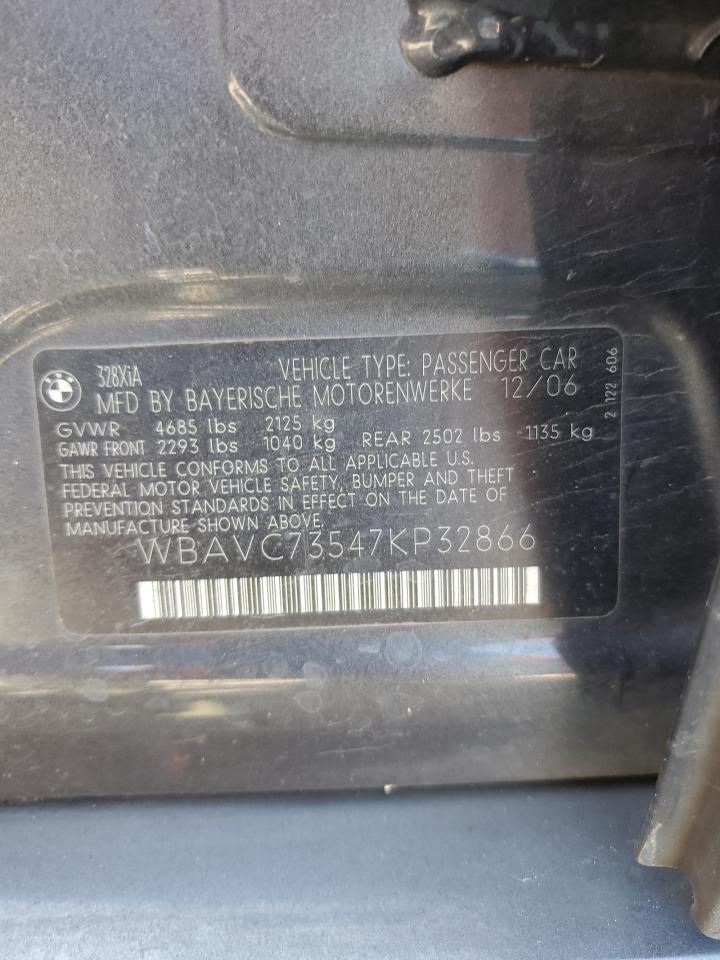 328XiA VEHICLE TYPE: PASSENGER CAR
MFD BY BAYERISCHE MOTORENWERKE 12/06
GVWR 4685 lbs 2125 kg
GAWR FRONT 2293 lbs 1040 kg REAR 2502 lbs -1135 kg
THIS VEHICLE CONFORMS TO ALL APPLICABLE U.S.
FEDERAL MOTOR VEHICLE SAFETY, BUMPER AND THEFT
PREVENTION STANDARDS IN EFFECT ON THE DATE OF
MANUFACTURE SHOWN ABOVE.
WBAVC73547KP32866
2 122 606
BMW